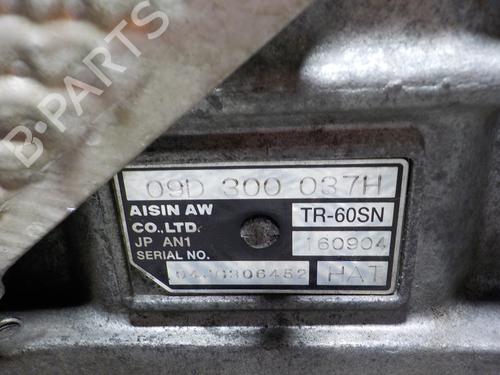 B-PARTS
09D 300 037H
AISIN AW
CO.,LTD.
TR-60SN
JP AN1
160904
SERIAL NO.
HAT